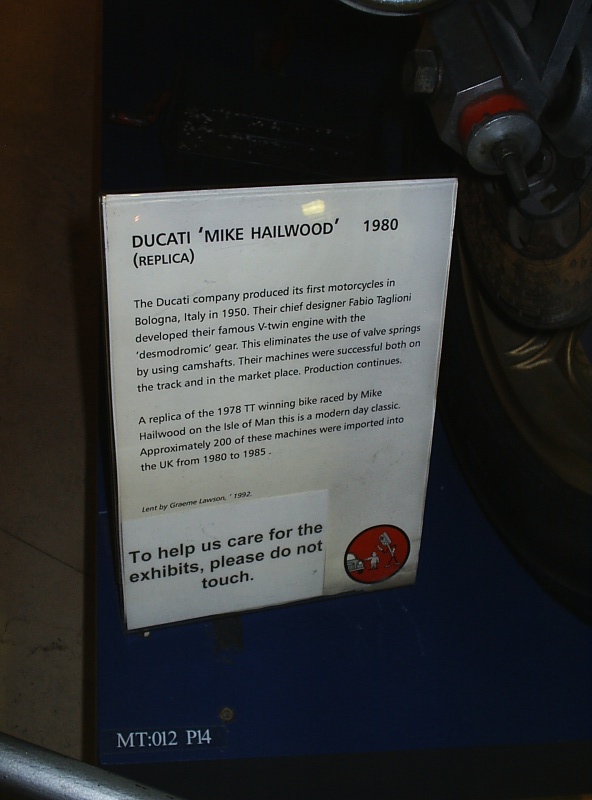 DUCATI 'MIKE HAILWOOD' 1980
(REPLICA)
The Ducati company produced its first motorcycles in
Bologna, Italy in 1950. Their chief designer Fabio Taglioni
developed their famous V-twin engine with the
'desmodromic' gear. This eliminates the use of valve springs
by using camshafts. Their machines were successful both on
the track and in the market place. Production continues.
A replica of the 1978 TT winning bike raced by Mike
Hailwood on the Isle of Man this is a modern day classic.
Approximately 200 of these machines were imported into
the UK from 1980 to 1985 .
Lent by Graeme Lawson, ' 1992.
To help us care for the
exhibits, please do not
touch.
MT:012 P14